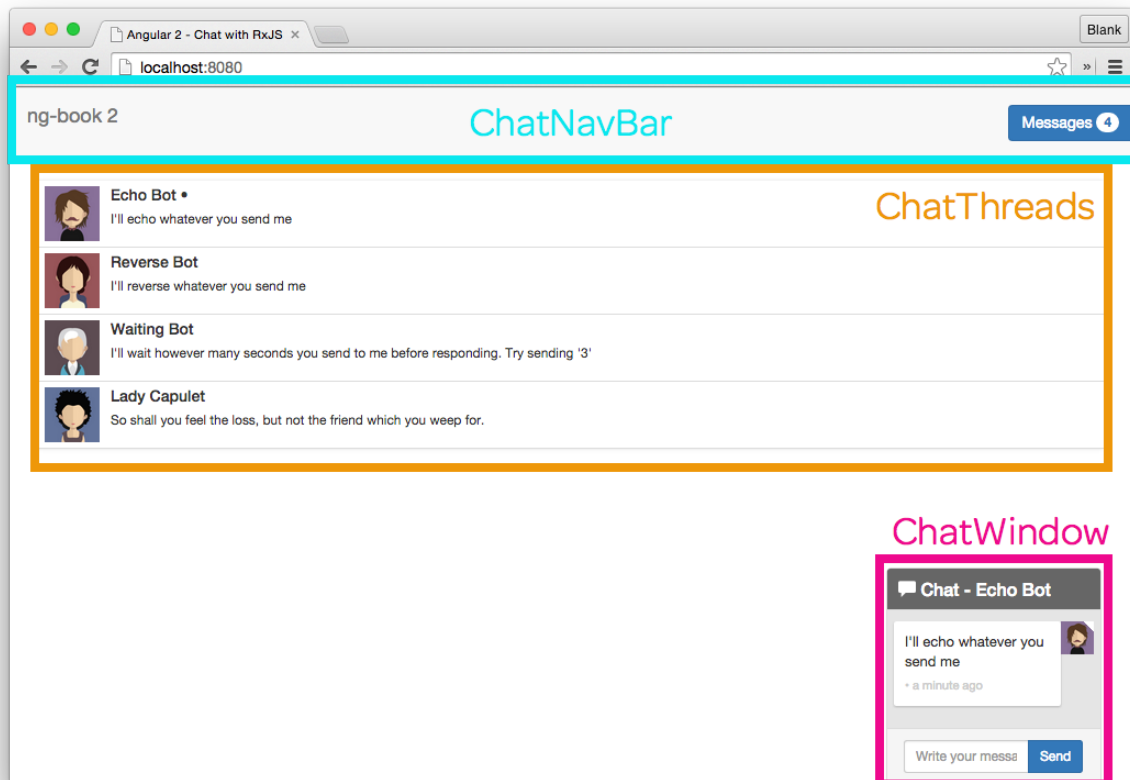 Angular 2 - Chat with RxJS ×
Blank
localhost:8080
»
ng-book 2
ChatNavBar
Messages 4
ChatThreads
Echo Bot •
I'll echo whatever you send me
Reverse Bot
I'll reverse whatever you send me
Waiting Bot
I'll wait however many seconds you send to me before responding. Try sending '3'
Lady Capulet
So shall you feel the loss, but not the friend which you weep for.
ChatWindow
Chat - Echo Bot
I'll echo whatever you
send me
• a minute ago
Write your messa
Send